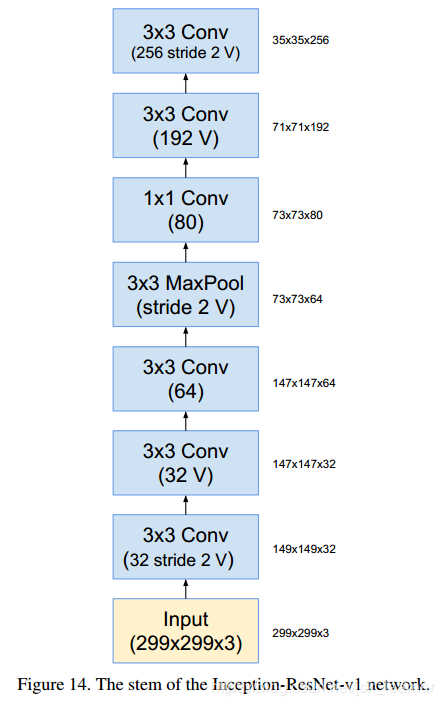 3x3 Conv
(256 stride 2 V)
35x35x256
3x3 Conv
(192 V)
71x71x192
1x1 Conv
(80)
73x73x80
3x3 MaxPool
(stride 2 V)
73x73x64
3x3 Conv
(64)
147x147x64
3x3 Conv
(32 V)
147x147x32
3x3 Conv
(32 stride 2 V)
149x149x32
Input
(299x299x3)
299x299x3
Figure 14. The stem of the Inception-ResNet-v1 network.